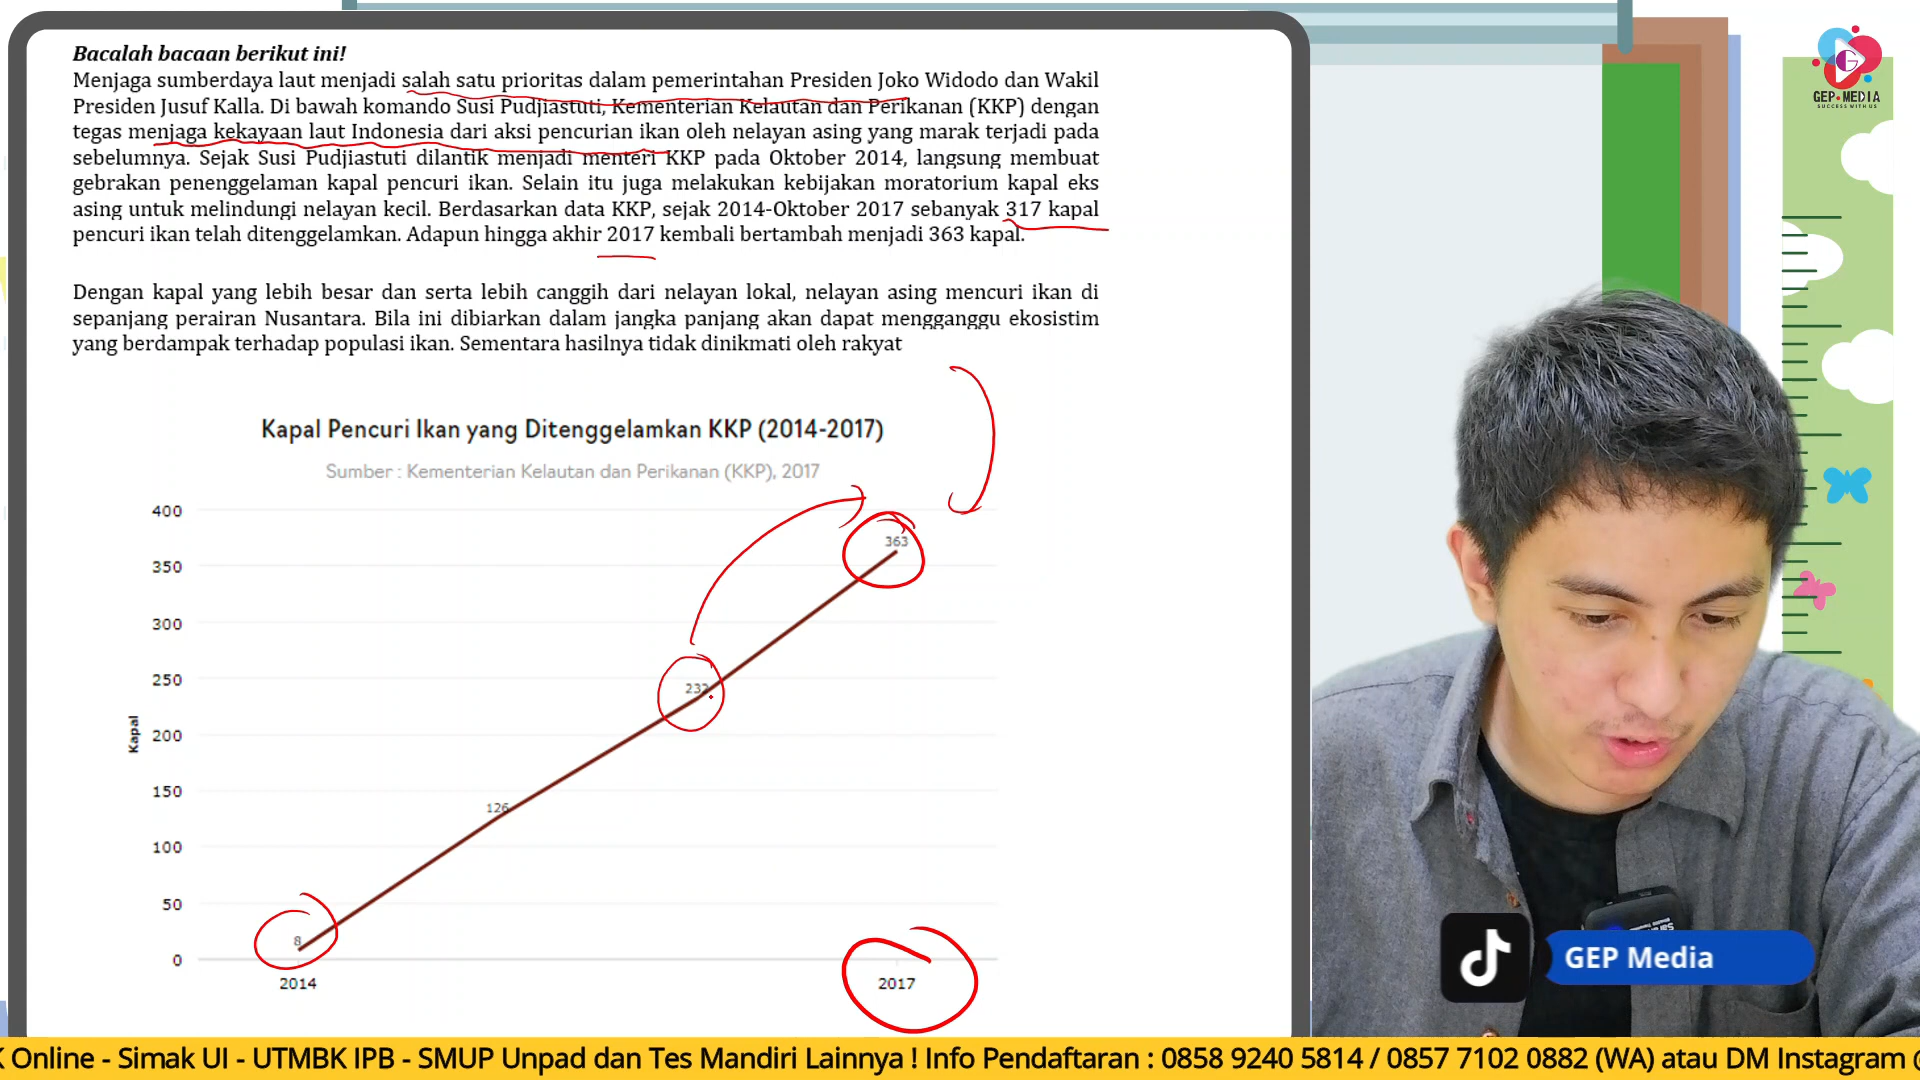 Bacalah bacaan berikut ini!
Menjaga sumberdaya laut menjadi salah satu prioritas dalam pemerintahan Presiden Joko Widodo dan Wakil
Presiden Jusuf Kalla. Di bawah komando Susi Pudjiastuti, Kementerian Kelautan dan Perikanan (KKP) dengan
tegas menjaga kekayaan laut Indonesia dari aksi pencurian ikan oleh nelayan asing yang marak terjadi pada
sebelumnya. Sejak Susi Pudjiastuti dilantik menjadi menteri KKP pada Oktober 2014, langsung membuat
gebrakan penenggelaman kapal pencuri ikan. Selain itu juga melakukan kebijakan moratorium kapal eks
asing untuk melindungi nelayan kecil. Berdasarkan data KKP, sejak 2014-Oktober 2017 sebanyak 317 kapal
pencuri ikan telah ditenggelamkan. Adapun hingga akhir 2017 kembali bertambah menjadi 363 kapal.
Dengan kapal yang lebih besar dan serta lebih canggih dari nelayan lokal, nelayan asing mencuri ikan di
sepanjang perairan Nusantara. Bila ini dibiarkan dalam jangka panjang akan dapat mengganggu ekosistim
yang berdampak terhadap populasi ikan. Sementara hasilnya tidak dinikmati oleh rakyat
Kapal Pencuri Ikan yang Ditenggelamkan KKP (2014-2017)
Sumber : Kementerian Kelautan dan Perikanan (KKP), 2017
400
363
350
300
250
232
200
Kapal
150
126
100
50
8
0
2014
2017
GEP MEDIA
SUCCESS WITH US
GEP Media
K Online - Simak UI - UTMBK IPB - SMUP Unpad dan Tes Mandiri Lainnya ! Info Pendaftaran : 0858 9240 5814 / 0857 7102 0882 (WA) atau DM Instagram @